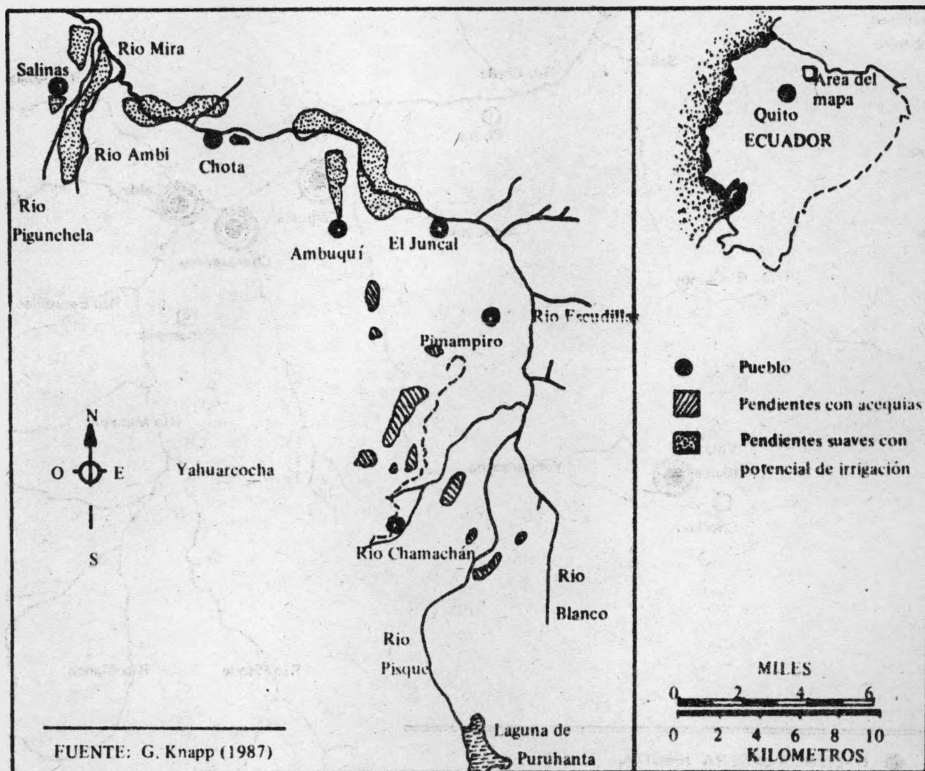 Rio Mira
Salinas
Rio Ambi
Chota
Rio
Pigunchela
Ambuquí
El Juncal
Rio Escudillas
Pimampiro
N
O E
S
Yahuarcocha
Rio Chamachán
Rio
Blanco
Rio
Pisque
Laguna de
Puruhanta
FUENTE: G. Knapp (1987)
Area del
mapa
Quito
ECUADOR
Pueblo
Pendientes con acequias
Pendientes suaves con
potencial de irrigación
MILES
0 2 4 6
0 2 4 6 8 10
KILOMETROS